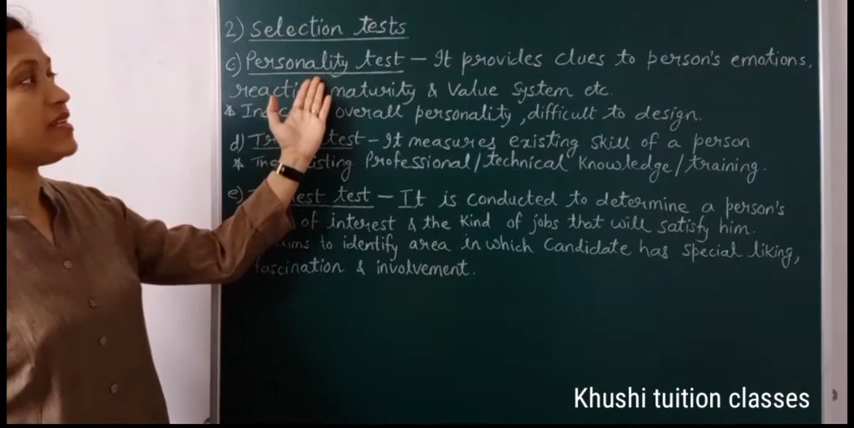 2) Selection tests
c) Personality test - It provides clues to person's emotions,
maturity & Value System etc.
* overall personality, difficult to design.
d) test - It measures existing skill of a person
* Professional/technical Knowledge/training.
e) test - It is conducted to determine a person's
of interest & the Kind of jobs that will satisfy him.
to identify area in which Candidate has special liking,
fascination & involvement.
Khushi tuition classes